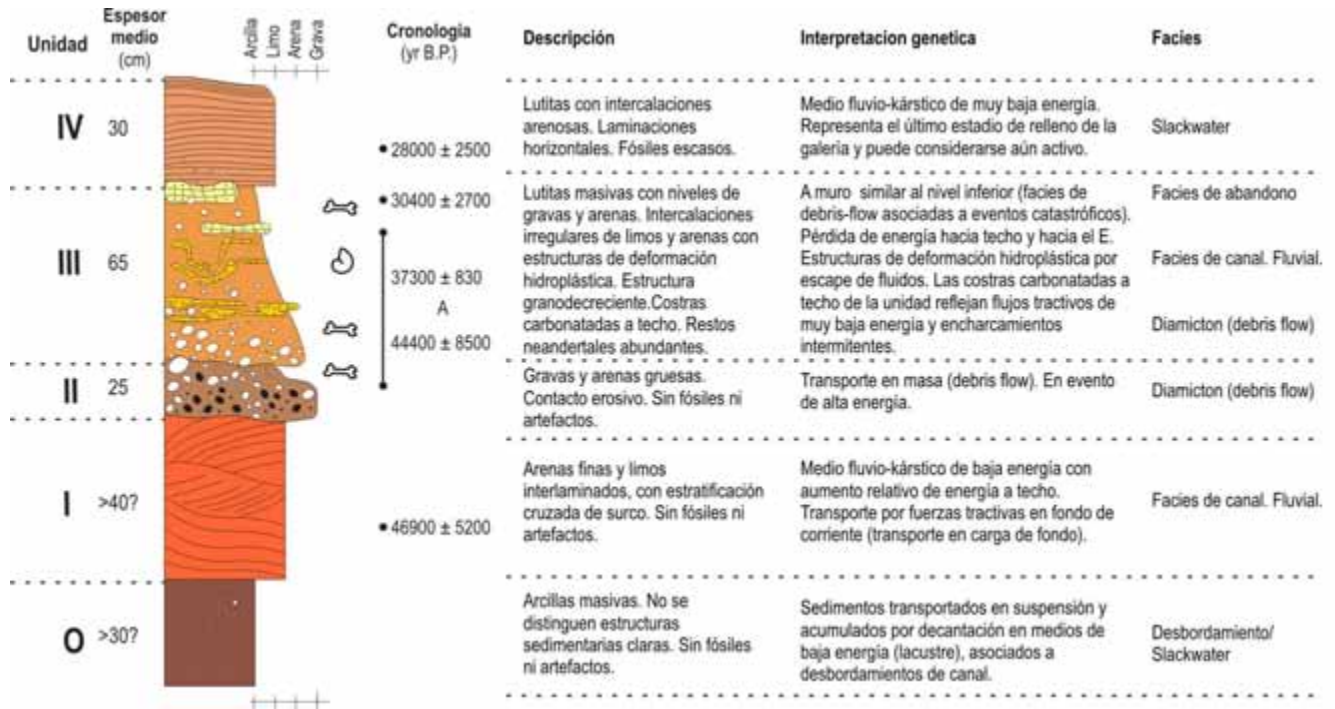 Unidad
Espesor
medio
(cm)
Arcilla
Limo
Arena
Grava
Cronologia
(yr B.P.)
Descripción
Interpretacion genetica
Facies
IV
30
28000 ± 2500
Lutitas con intercalaciones
arenosas. Laminaciones
horizontales. Fósiles escasos.
Medio fluvio-kárstico de muy baja energía.
Representa el último estadio de relleno de la
galería y puede considerarse aún activo.
Slackwater
III
65
30400 ± 2700
37300 ± 830
A
44400 ± 8500
Lutitas masivas con niveles de
gravas y arenas. Intercalaciones
irregulares de limos y arenas con
estructuras de deformación
hidroplástica. Estructura
granodecreciente.Costras
carbonatadas a techo. Restos
neandertales abundantes.
A muro similar al nivel inferior (facies de
debris-flow asociadas a eventos catastróficos).
Pérdida de energía hacia techo y hacia el E.
Estructuras de deformación hidroplástica por
escape de fluidos. Las costras carbonatadas a
techo de la unidad reflejan flujos tractivos de
muy baja energía y encharcamientos
intermitentes.
Facies de abandono
Facies de canal. Fluvial.
Diamicton (debris flow)
II
25
Gravas y arenas gruesas.
Contacto erosivo. Sin fósiles ni
artefactos.
Transporte en masa (debris flow). En evento
de alta energía.
Diamicton (debris flow)
I
>40?
46900 ± 5200
Arenas finas y limos
interlaminados, con estratificación
cruzada de surco. Sin fósiles ni
artefactos.
Medio fluvio-kárstico de baja energía con
aumento relativo de energía a techo.
Transporte por fuerzas tractivas en fondo de
corriente (transporte en carga de fondo).
Facies de canal. Fluvial.
O
>30?
Arcillas masivas. No se
distinguen estructuras
sedimentarias claras. Sin fósiles
ni artefactos.
Sedimentos transportados en suspensión y
acumulados por decantación en medios de
baja energía (lacustre), asociados a
desbordamientos de canal.
Desbordamiento/
Slackwater